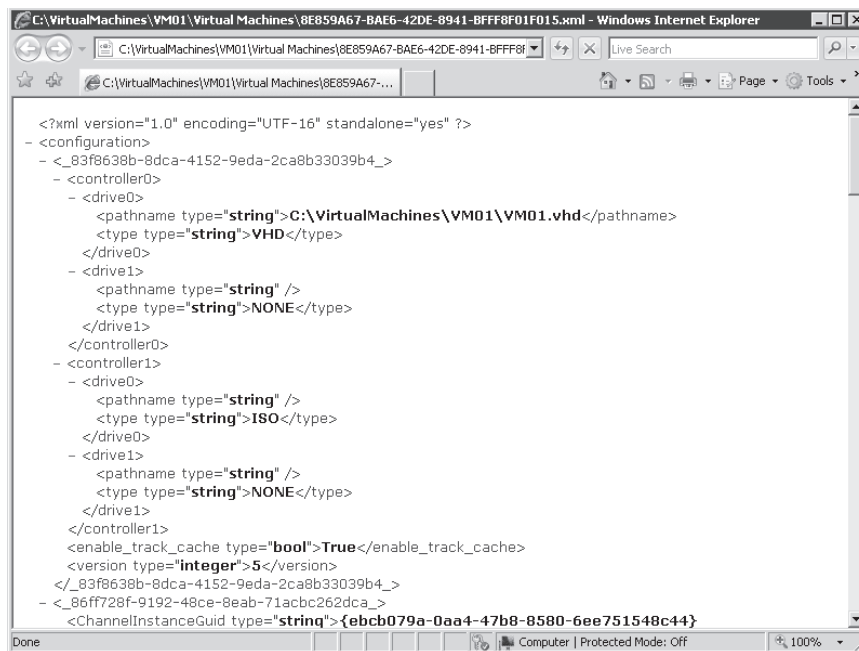 C:\VirtualMachines\VM01\Virtual Machines\8E859A67-BAE6-42DE-8941-BFFF8F01F015.xml - Windows Internet Explorer
C:\VirtualMachines\VM01\Virtual Machines\8E859A67-BAE6-42DE-8941-BFFF8F
Live Search
C:\VirtualMachines\VM01\Virtual Machines\8E859A67-...
Page
Tools
<?xml version="1.0" encoding="UTF-16" standalone="yes" ?>
- <configuration>
- <_83f8638b-8dca-4152-9eda-2ca8b33039b4_>
- <controller0>
- <drive0>
<pathname type="string">C:\VirtualMachines\VM01\VM01.vhd</pathname>
<type type="string">VHD</type>
</drive0>
- <drive1>
<pathname type="string" />
<type type="string">NONE</type>
</drive1>
</controller0>
- <controller1>
- <drive0>
<pathname type="string" />
<type type="string">ISO</type>
</drive0>
- <drive1>
<pathname type="string" />
<type type="string">NONE</type>
</drive1>
</controller1>
<enable_track_cache type="bool">True</enable_track_cache>
<version type="integer">5</version>
</_83f8638b-8dca-4152-9eda-2ca8b33039b4_>
- <_86ff728f-9192-48ce-8eab-71acbc262dca_>
<ChannelInstanceGuid type="string">{ebcb079a-0aa4-47b8-8580-6ee751548c44}
Done
Computer | Protected Mode: Off
100%